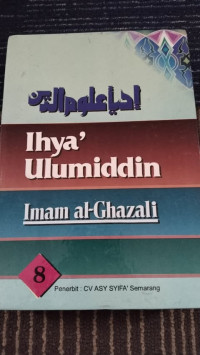 احياء علوم الدين
Ihya'
Ulumiddin
Imam al-Ghazali
8
Penerbit : CV ASY SYIFA' Semarang